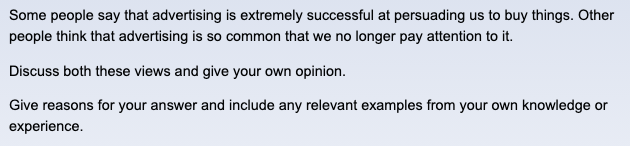 Some people say that advertising is extremely successful at persuading us to buy things. Other
people think that advertising is so common that we no longer pay attention to it.
Discuss both these views and give your own opinion.
Give reasons for your answer and include any relevant examples from your own knowledge or
experience.